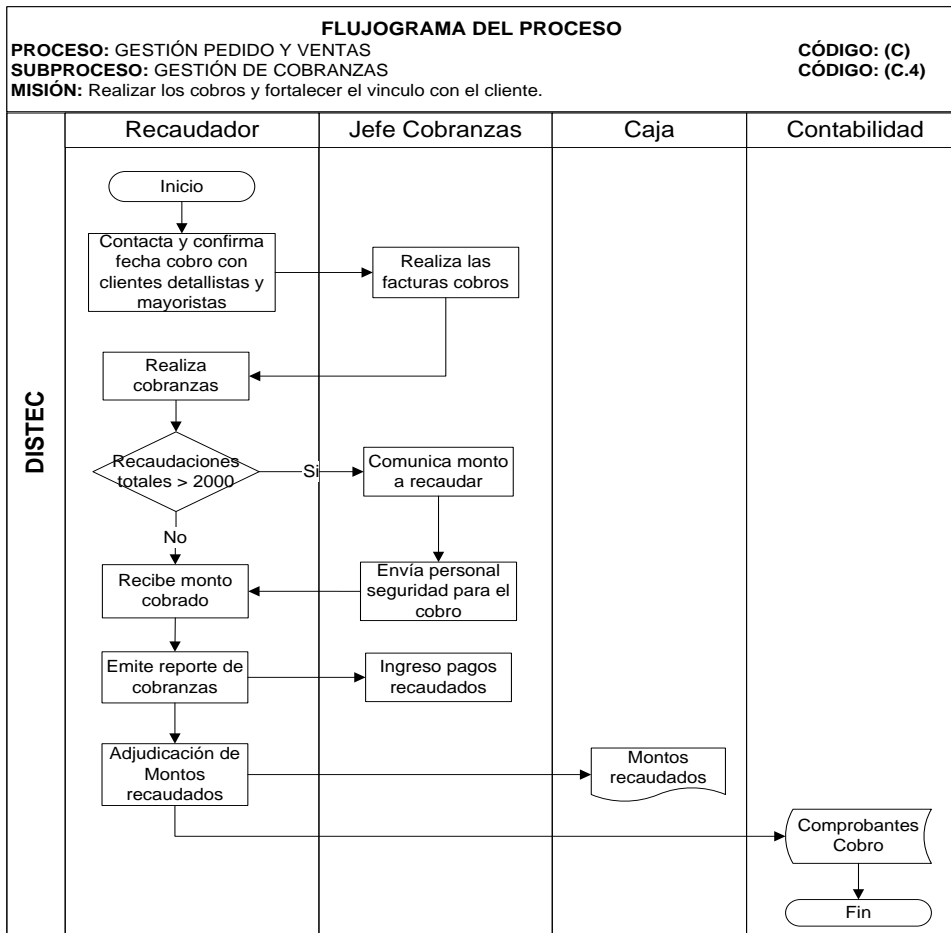 FLUJOGRAMA DEL PROCESO
PROCESO: GESTIÓN PEDIDO Y VENTAS CÓDIGO: (C)
SUBPROCESO: GESTIÓN DE COBRANZAS CÓDIGO: (C.4)
MISIÓN: Realizar los cobros y fortalecer el vinculo con el cliente.
Recaudador Jefe Cobranzas Caja Contabilidad
DISTEC
Inicio
Contacta y confirma
fecha cobro con
clientes detallistas y
mayoristas
Realiza las
facturas cobros
Realiza
cobranzas
Recaudaciones
totales > 2000
Si
Comunica monto
a recaudar
No
Recibe monto
cobrado
Envía personal
seguridad para el
cobro
Emite reporte de
cobranzas
Ingreso pagos
recaudados
Adjudicación de
Montos
recaudados
Montos
recaudados
Comprobantes
Cobro
Fin